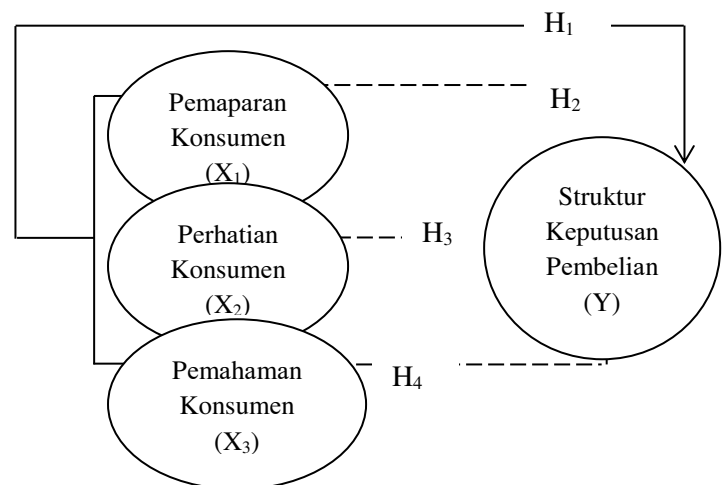 H₁
Pemaparan
Konsumen
(X₁)
H₂
Perhatian
Konsumen
(X₂)
H₃
Struktur
Keputusan
Pembelian
(Y)
Pemahaman
Konsumen
(X₃)
H₄